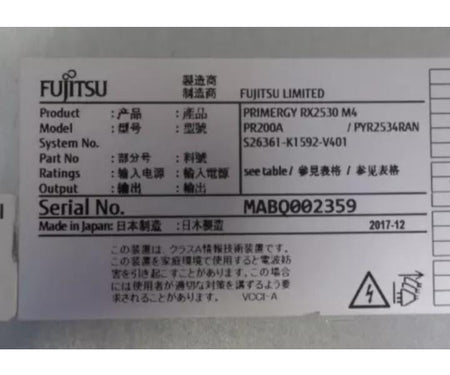 FUJITSU 製造商 制造商 FUJITSU LIMITED
Product : 产品 : 產品 PRIMERGY RX2530 M4
Model : 型号 : 型號 PR200A / PYR2534RAN
System No. S26361-K1592-V401
Part No : 部分号 : 料號
Ratings : 输入电源 : 輸入電源 see table / 參見表格 / 参见表格
Output : 输出 : 輸出
Serial No. MABQ002359
Made in Japan: 日本制造 : 日本製造 2017-12
この装置は、クラスA情報技術装置です。
この装置を家庭環境で使用すると電波妨
害を引き起こすことがあります。この場合
には使用者が適切な対策を講ずるよう要
求されることがあります。 VCCI-A